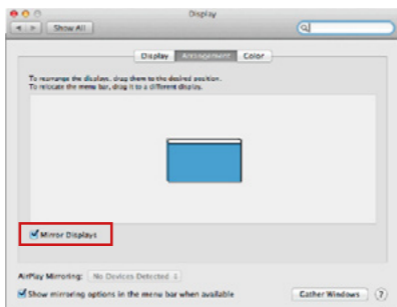 Display
Show All
Display Arrangement Color
To rearrange the displays, drag them to the desired position.
To relocate the menu bar, drag it to a different display.
Mirror Displays
AirPlay Mirroring: No Devices Detected
Show mirroring options in the menu bar when available
Gather Windows ?